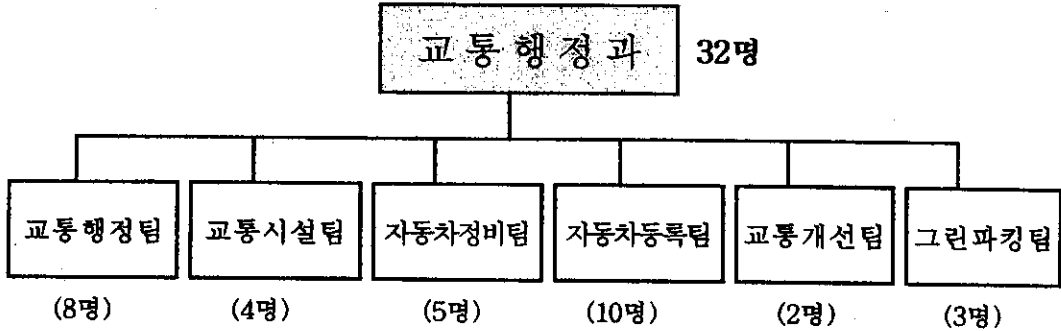 교통행정과 32명
교통행정팀 교통시설팀 자동차정비팀 자동차등록팀 교통개선팀 그린파킹팀
(8명) (4명) (5명) (10명) (2명) (3명)